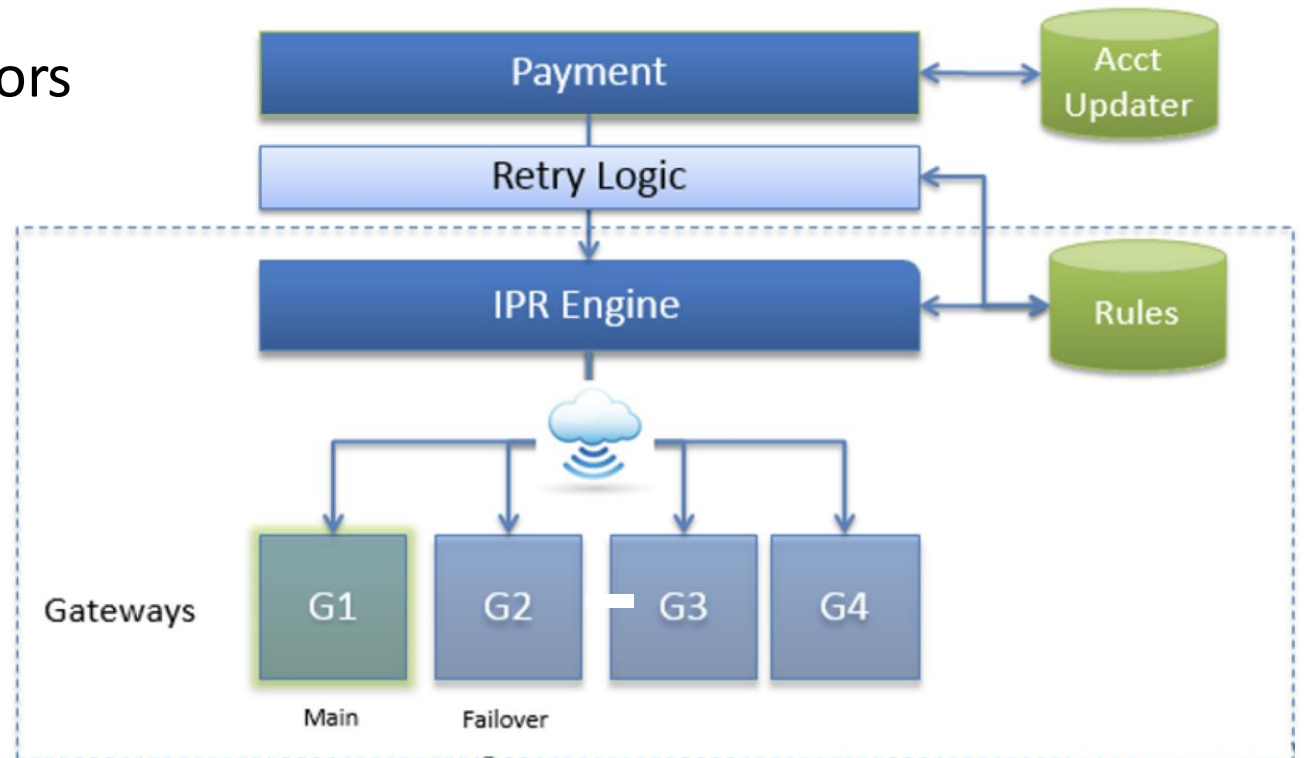 ors
Payment
Acct
Updater
Retry Logic
IPR Engine
Rules
Gateways
G1
G2
G3
G4
Main
Failover